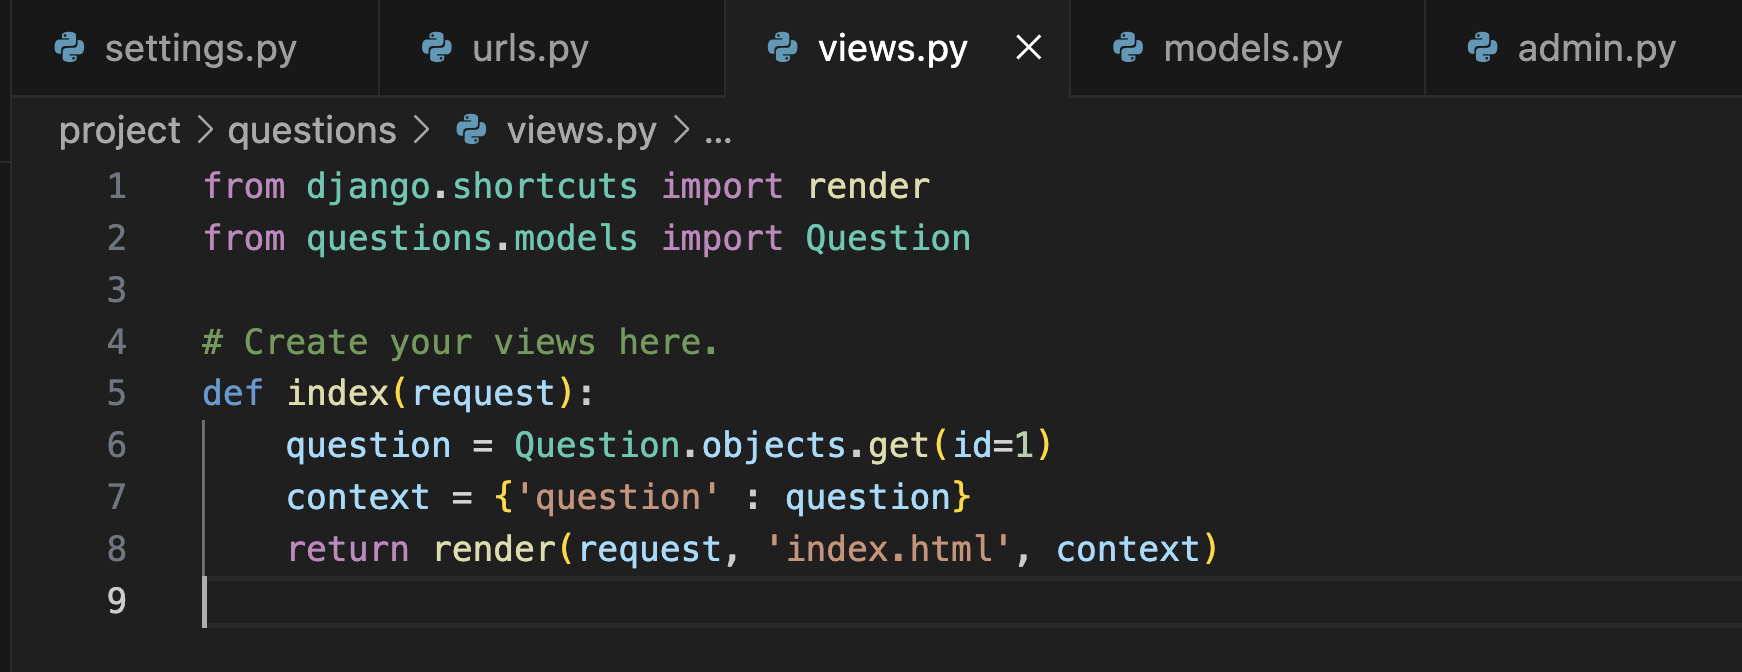 settings.py urls.py views.py models.py admin.py
project > questions > views.py > ...
1 from django.shortcuts import render
2 from questions.models import Question
3
4 # Create your views here.
5 def index(request):
6     question = Question.objects.get(id=1)
7     context = {'question' : question}
8     return render(request, 'index.html', context)
9